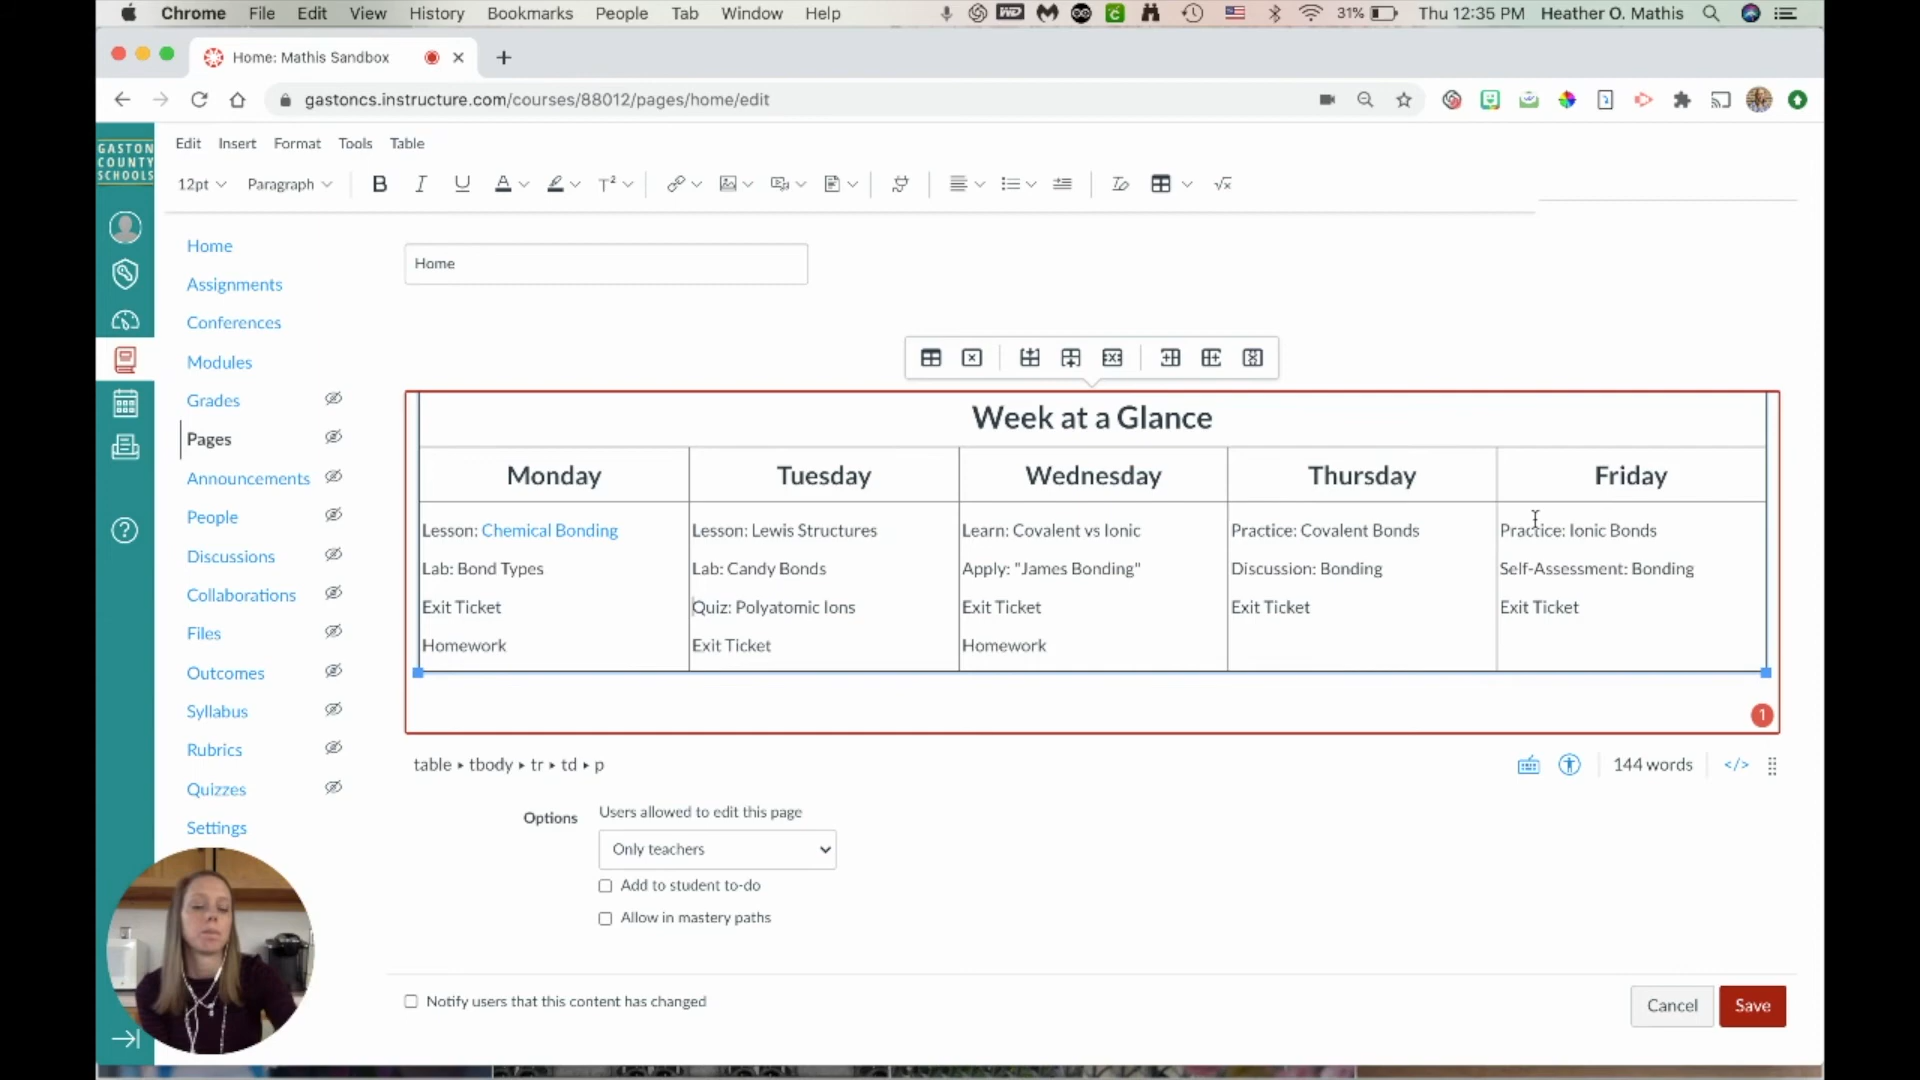 Chrome File Edit View History Bookmarks People Tab Window Help 31% Thu 12:35 PM Heather O. Mathis
Home: Mathis Sandbox
gastoncs.instructure.com/courses/88012/pages/home/edit
GASTON
COUNTY
SCHOOLS
Edit Insert Format Tools Table
12pt Paragraph B I U A T² √x
Home
Assignments
Conferences
Modules
Grades
Pages
Announcements
People
Discussions
Collaborations
Files
Outcomes
Syllabus
Rubrics
Quizzes
Settings
Home
Week at a Glance
Monday Tuesday Wednesday Thursday Friday
Lesson: Chemical Bonding Lesson: Lewis Structures Learn: Covalent vs Ionic Practice: Covalent Bonds Practice: Ionic Bonds
Lab: Bond Types Lab: Candy Bonds Apply: "James Bonding" Discussion: Bonding Self-Assessment: Bonding
Exit Ticket Quiz: Polyatomic Ions Exit Ticket Exit Ticket Exit Ticket
Homework Exit Ticket Homework
1
table ▸ tbody ▸ tr ▸ td ▸ p 144 words </>
Options Users allowed to edit this page
Only teachers
Add to student to-do
Allow in mastery paths
Notify users that this content has changed
Cancel Save